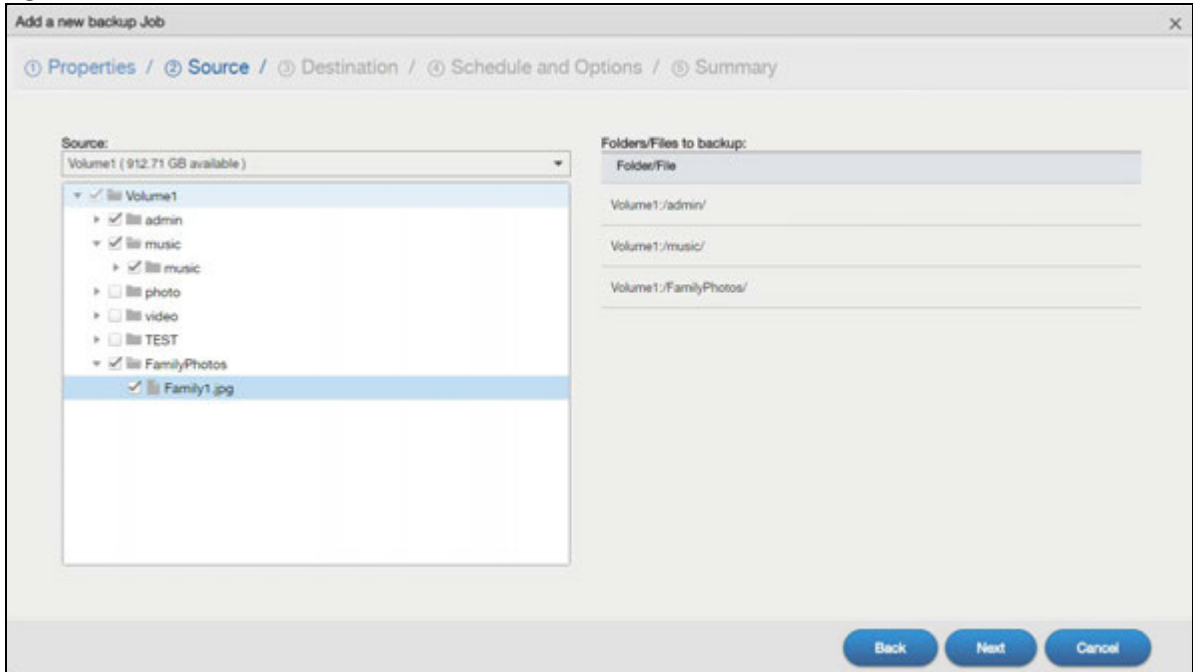 Add a new backup Job
① Properties / ② Source / ③ Destination / ④ Schedule and Options / ⑤ Summary
Source:
Volume1 ( 912.71 GB available )
Volume1
admin
music
music
photo
video
TEST
FamilyPhotos
Family1.jpg
Folders/Files to backup:
Folder/File
Volume1:/admin/
Volume1:/music/
Volume1:/FamilyPhotos/
Back
Next
Cancel